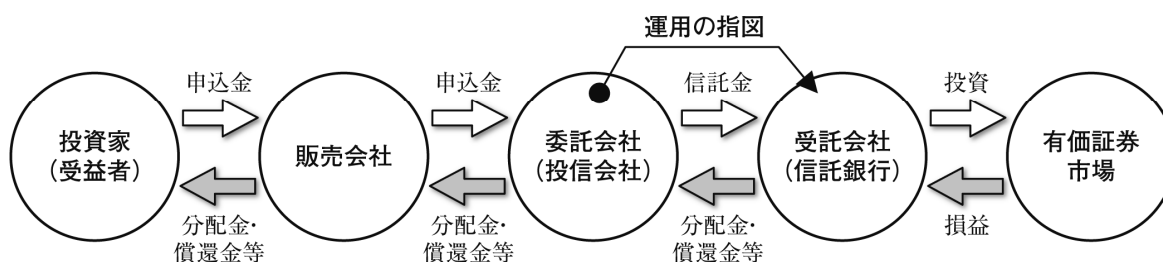 運用の指図
申込金
申込金
信託金
投資
投資家
(受益者)
販売会社
委託会社
(投信会社)
受託会社
(信託銀行)
有価証券
市場
分配金・
償還金等
分配金・
償還金等
分配金・
償還金等
損益